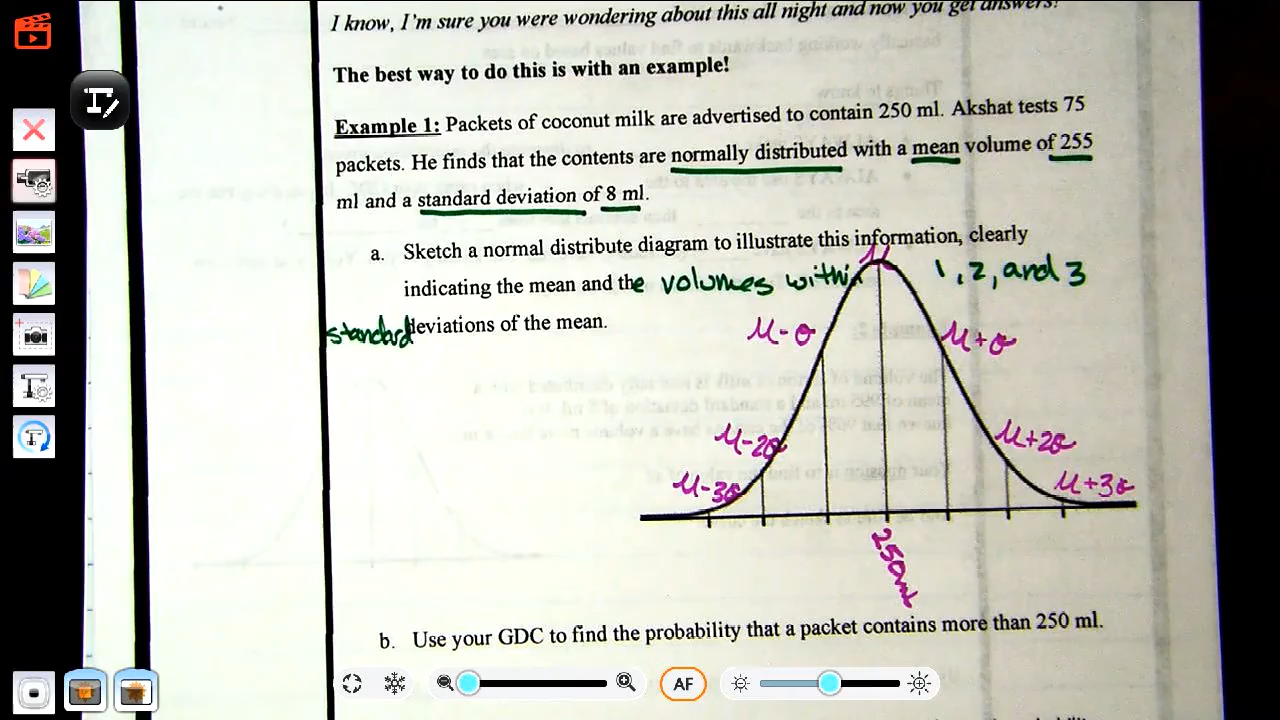 I know, I'm sure you were wondering about this all night and now you get answers!
The best way to do this is with an example!
Example 1: Packets of coconut milk are advertised to contain 250 ml. Akshat tests 75
packets. He finds that the contents are normally distributed with a mean volume of 255
ml and a standard deviation of 8 ml.
a. Sketch a normal distribute diagram to illustrate this information, clearly
indicating the mean and the volumes within 1, 2, and 3
standard deviations of the mean.
μ
μ-σ μ+σ
μ-2σ μ+2σ
μ-3σ μ+3σ
250ml
b. Use your GDC to find the probability that a packet contains more than 250 ml.
AF